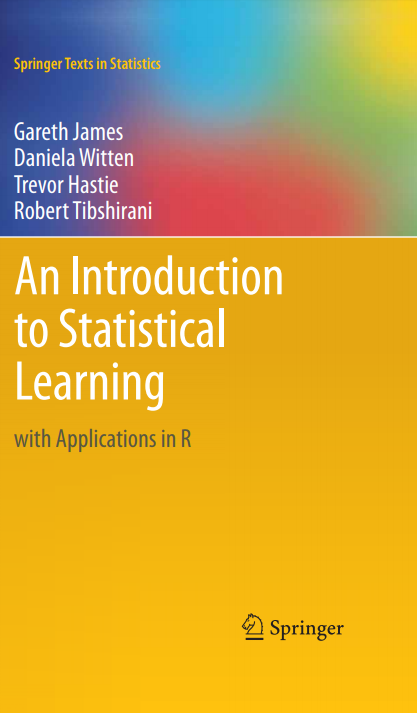 Springer Texts in Statistics
Gareth James
Daniela Witten
Trevor Hastie
Robert Tibshirani
An Introduction
to Statistical
Learning
with Applications in R
Springer